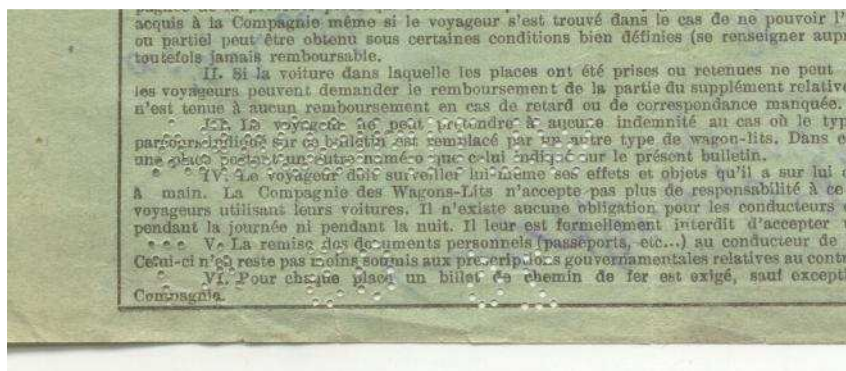 acquis à la Compagnie même si le voyageur s'est trouvé dans le cas de ne pouvoir l'
ou partiel peut être obtenu sous certaines conditions bien définies (se renseigner aupr
toutefois jamais remboursable.
II. Si la voiture dans laquelle les places ont été prises ou retenues ne peut
les voyageurs peuvent demander le remboursement de la partie du supplément relative
n'est tenue à aucun remboursement en cas de retard ou de correspondance manquée.
III. Le voyageur ne peut prétendre à aucune indemnité au cas où le typ
parcours indiqué sur ce bulletin est remplacé par un autre type de wagon-lits. Dans c
une place portant un autre numéro que celui indiqué sur le présent bulletin.
IV. Le voyageur doit surveiller lui-même ses effets et objets qu'il a sur lui
A main. La Compagnie des Wagons-Lits n'accepte pas plus de responsabilité à ce
voyageurs utilisant leurs voitures. Il n'existe aucune obligation pour les conducteurs
pendant la journée ni pendant la nuit. Il leur est formellement interdit d'accepter
V. La remise des documents personnels (passeports, etc...) au conducteur de
Celui-ci n'en reste pas moins soumis aux prescriptions gouvernamentales relatives au contr
VI. Pour chaque place un billet de chemin de fer est exigé, sauf excepti
Compagnie.